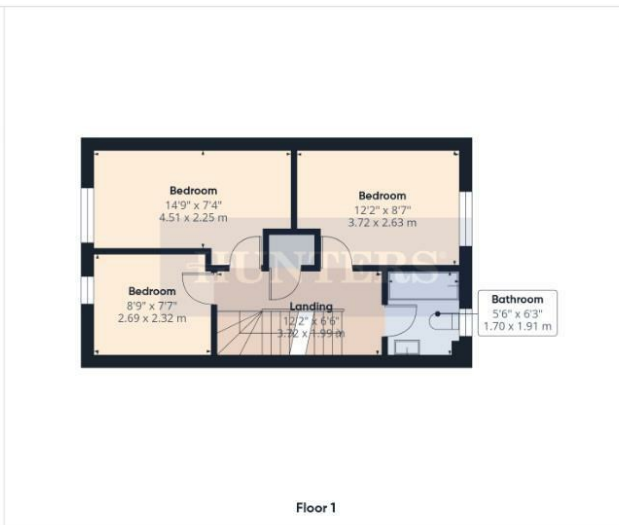 Bedroom
14'9" x 7'4"
4.51 x 2.25 m
Bedroom
12'2" x 8'7"
3.72 x 2.63 m
HUNTERS
Bedroom
8'9" x 7'7"
2.69 x 2.32 m
Landing
12'2" x 6'6"
3.72 x 1.99 m
Bathroom
5'6" x 6'3"
1.70 x 1.91 m
Floor 1